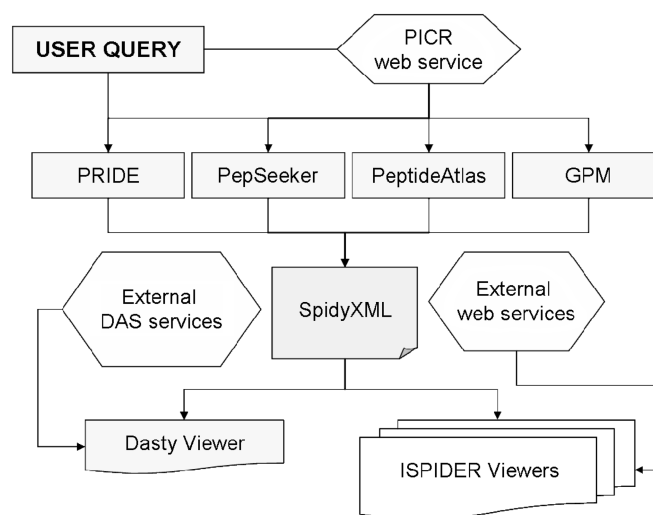 USER QUERY
PICR
web service
PRIDE
PepSeeker
PeptideAtlas
GPM
External
DAS services
SpidyXML
External
web services
Dasty Viewer
ISPIDER Viewers